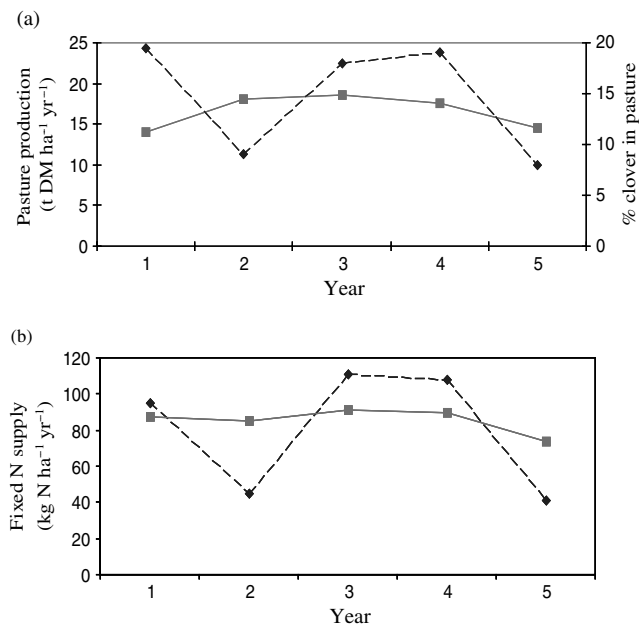 (a)
Pasture production
(t DM ha⁻¹ yr⁻¹)
25
20
15
10
5
0
20
15
10
5
0
% clover in pasture
1 2 3 4 5
Year
(b)
Fixed N supply
(kg N ha⁻¹ yr⁻¹)
120
100
80
60
40
20
0
1 2 3 4 5
Year